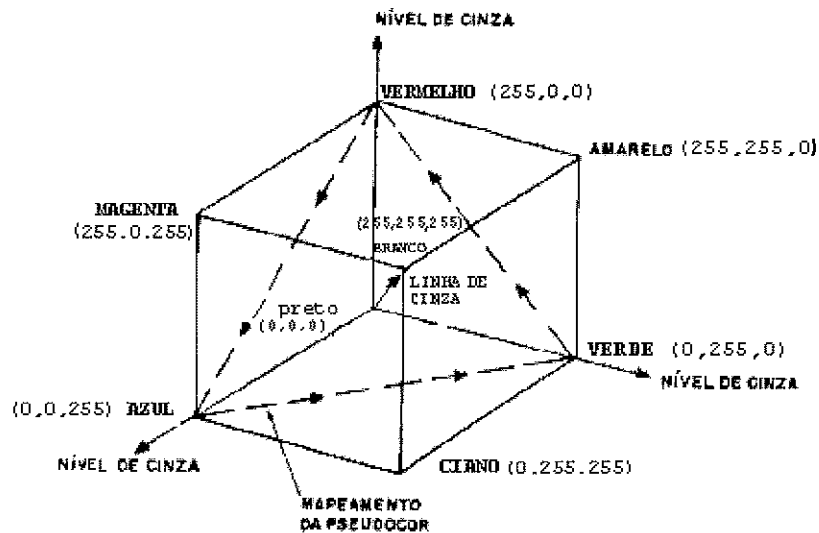 NÍVEL DE CINZA
VERMELHO (255,0,0)
AMARELO (255,255,0)
MAGENTA
(255.0.255)
(255,255,255)
BRANCO
LINHA DE
CINZA
preto
(0,0,0)
VERDE (0,255,0)
NÍVEL DE CINZA
(0,0,255) AZUL
NÍVEL DE CINZA
CIANO (0.255.255)
MAPEAMENTO
DA PSEUDOCOR